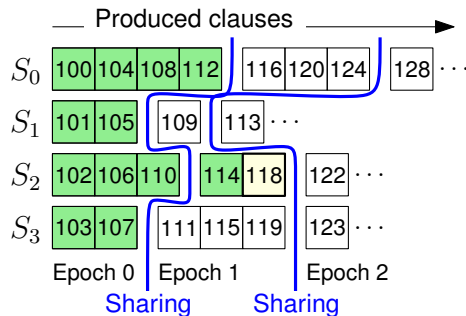 Produced clauses
S0 100 104 108 112 116 120 124 128 ...
S1 101 105 109 113 ...
S2 102 106 110 114 118 122 ...
S3 103 107 111 115 119 123 ...
Epoch 0 Epoch 1 Epoch 2
Sharing Sharing